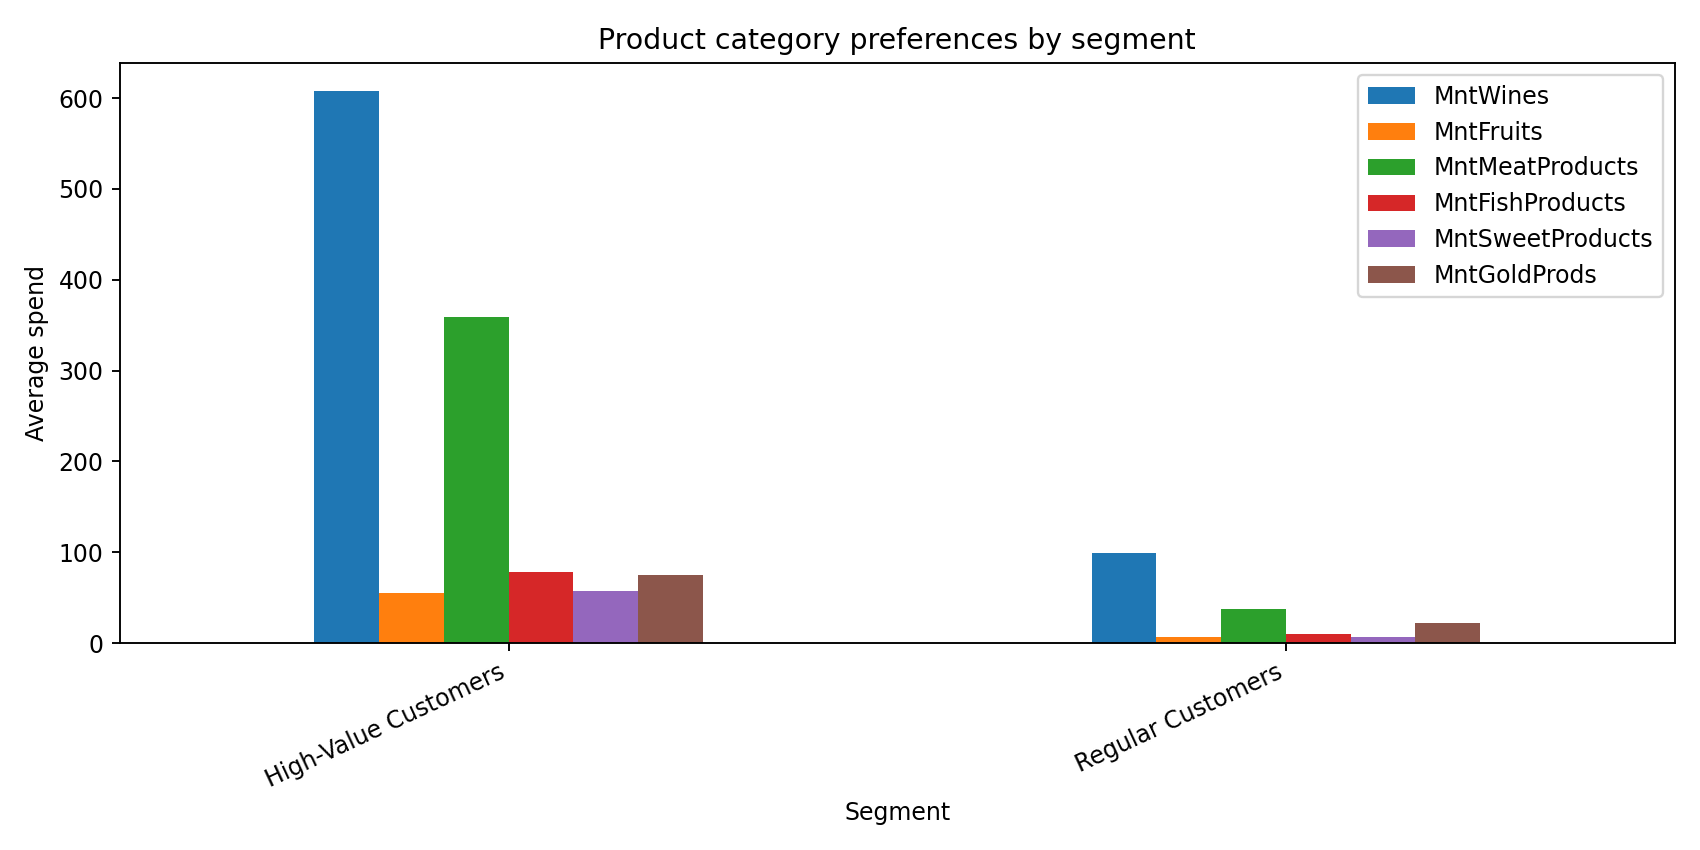 Product category preferences by segment
MntWines
MntFruits
MntMeatProducts
MntFishProducts
MntSweetProducts
MntGoldProds
600
500
400
300
200
100
0
Average spend
High-Value Customers
Regular Customers
Segment